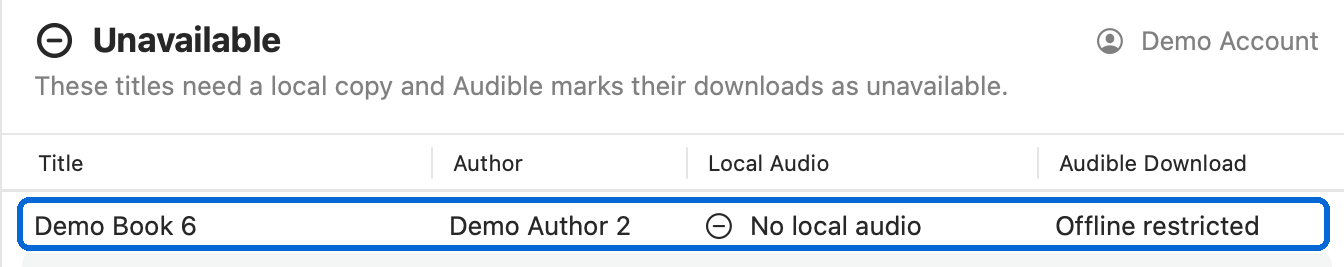 Unavailable Demo Account
These titles need a local copy and Audible marks their downloads as unavailable.
Title Author Local Audio Audible Download
Demo Book 6 Demo Author 2 No local audio Offline restricted